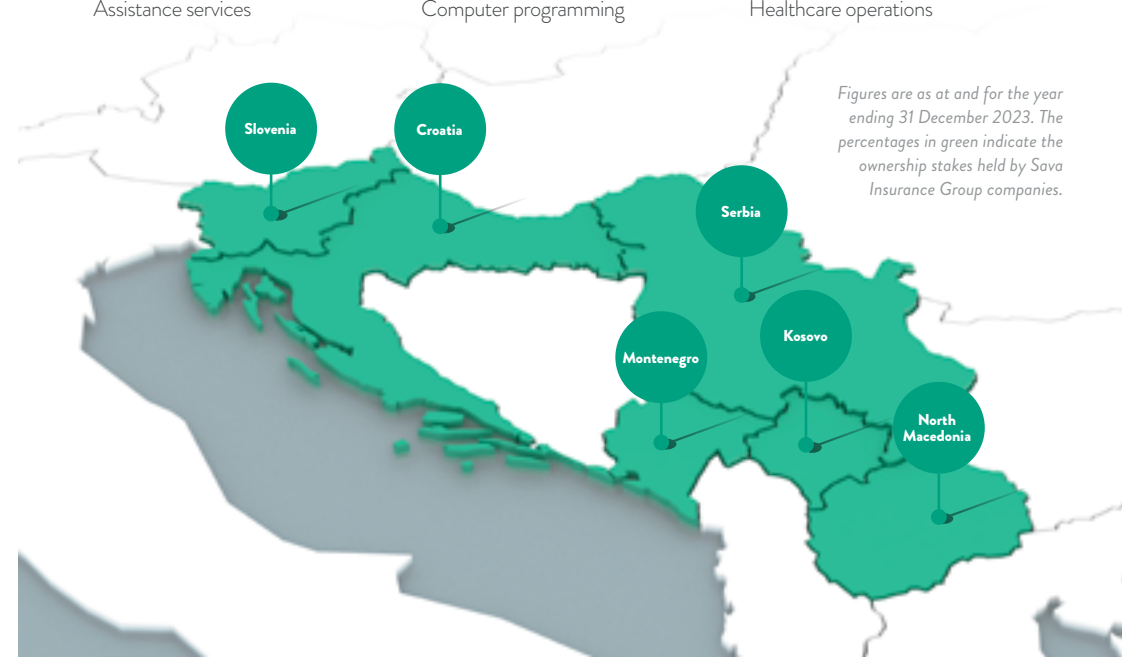 Assistance services
Computer programming
Healthcare operations
Figures are as at and for the year
ending 31 December 2023. The
percentages in green indicate the
ownership stakes held by Sava
Insurance Group companies.
Slovenia
Croatia
Serbia
Kosovo
Montenegro
North
Macedonia